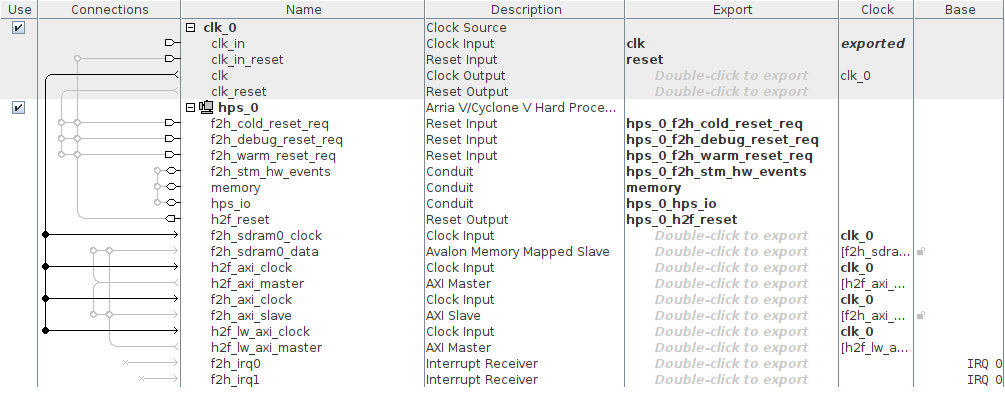 Use Connections Name Description Export Clock Base
clk_0 Clock Source
clk_in Clock Input clk exported
clk_in_reset Reset Input reset
clk Clock Output Double-click to export clk_0
clk_reset Reset Output Double-click to export
hps_0 Arria V/Cyclone V Hard Proce...
f2h_cold_reset_req Reset Input hps_0_f2h_cold_reset_req
f2h_debug_reset_req Reset Input hps_0_f2h_debug_reset_req
f2h_warm_reset_req Reset Input hps_0_f2h_warm_reset_req
f2h_stm_hw_events Conduit hps_0_f2h_stm_hw_events
memory Conduit memory
hps_io Conduit hps_0_hps_io
h2f_reset Reset Output hps_0_h2f_reset
f2h_sdram0_clock Clock Input Double-click to export clk_0
f2h_sdram0_data Avalon Memory Mapped Slave Double-click to export [f2h_sdra...
h2f_axi_clock Clock Input Double-click to export clk_0
h2f_axi_master AXI Master Double-click to export [h2f_axi_...
f2h_axi_clock Clock Input Double-click to export clk_0
f2h_axi_slave AXI Slave Double-click to export [f2h_axi_...
h2f_lw_axi_clock Clock Input Double-click to export clk_0
h2f_lw_axi_master AXI Master Double-click to export [h2f_lw_a...
f2h_irq0 Interrupt Receiver Double-click to export IRQ 0
f2h_irq1 Interrupt Receiver Double-click to export IRQ 0